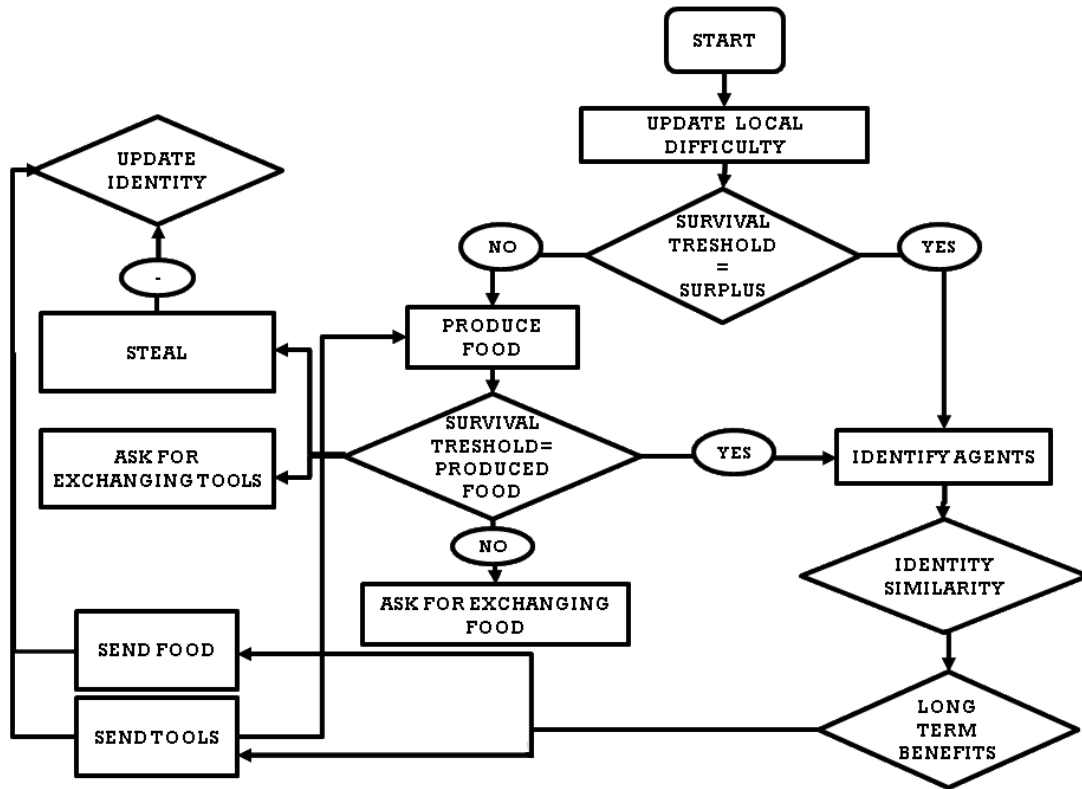 START
UPDATE LOCAL
DIFFICULTY
UPDATE
IDENTITY
SURVIVAL
TRESHOLD
=
SURPLUS
NO
YES
-
PRODUCE
FOOD
STEAL
SURVIVAL
TRESHOLD=
PRODUCED
FOOD
YES
IDENTIFY AGENTS
ASK FOR
EXCHANGING TOOLS
NO
IDENTITY
SIMILARITY
ASK FOR EXCHANGING
FOOD
SEND FOOD
SEND TOOLS
LONG
TERM
BENEFITS